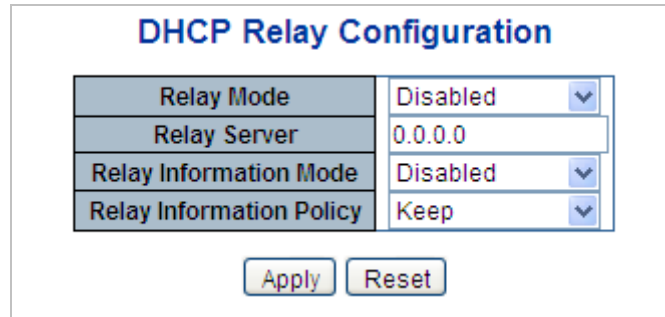 DHCP Relay Configuration
Relay Mode Disabled
Relay Server 0.0.0.0
Relay Information Mode Disabled
Relay Information Policy Keep
Apply Reset